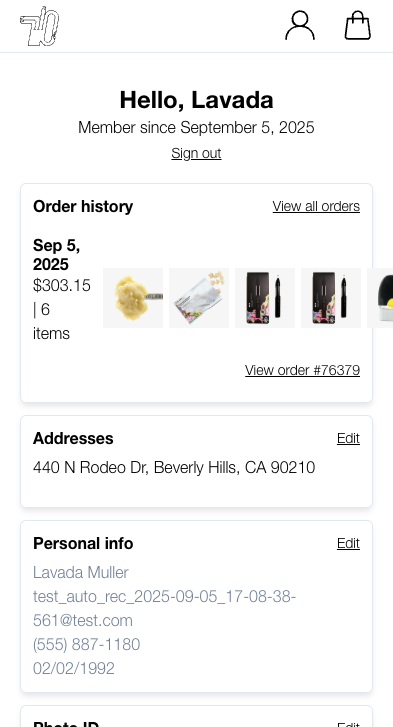 Hello, Lavada
Member since September 5, 2025
Sign out
Order history
View all orders
Sep 5,
2025
$303.15
| 6
items
View order #76379
Addresses
Edit
440 N Rodeo Dr, Beverly Hills, CA 90210
Personal info
Edit
Lavada Muller
test_auto_rec_2025-09-05_17-08-38-
561@test.com
(555) 887-1180
02/02/1992
Photo ID
Edit